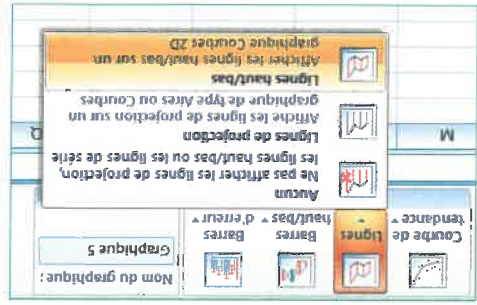 Courbe de tendance
Lignes
Barres haut/bas
Barres d'erreur
Nom du graphique :
Graphique 5
Aucun
Ne pas afficher les lignes de projection,
les lignes haut/bas ou les lignes de série
Lignes de projection
Affiche les lignes de projection sur un
graphique de type Aires ou Courbes
Lignes haut/bas
Afficher les lignes haut/bas sur un
graphique Courbes 2D
M
Q